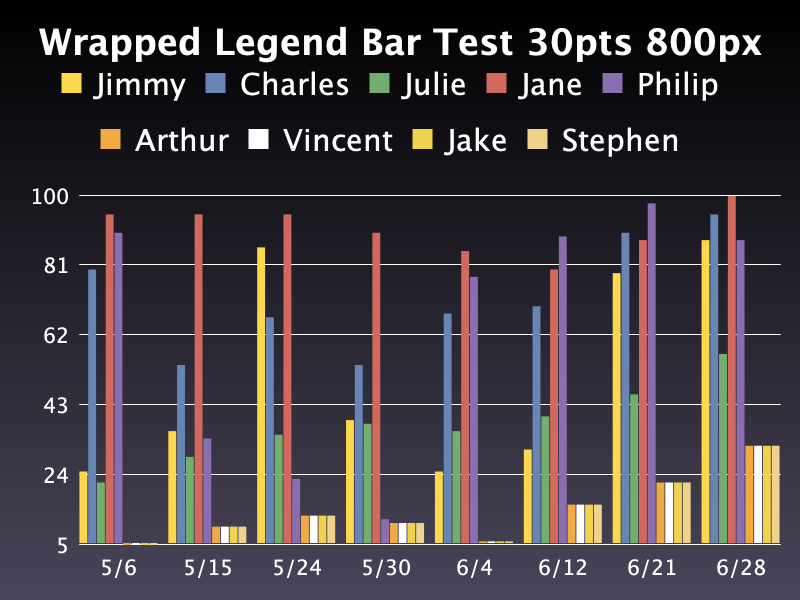 Wrapped Legend Bar Test 30pts 800px
Jimmy Charles Julie Jane Philip
Arthur Vincent Jake Stephen
100
81
62
43
24
5
5/6 5/15 5/24 5/30 6/4 6/12 6/21 6/28